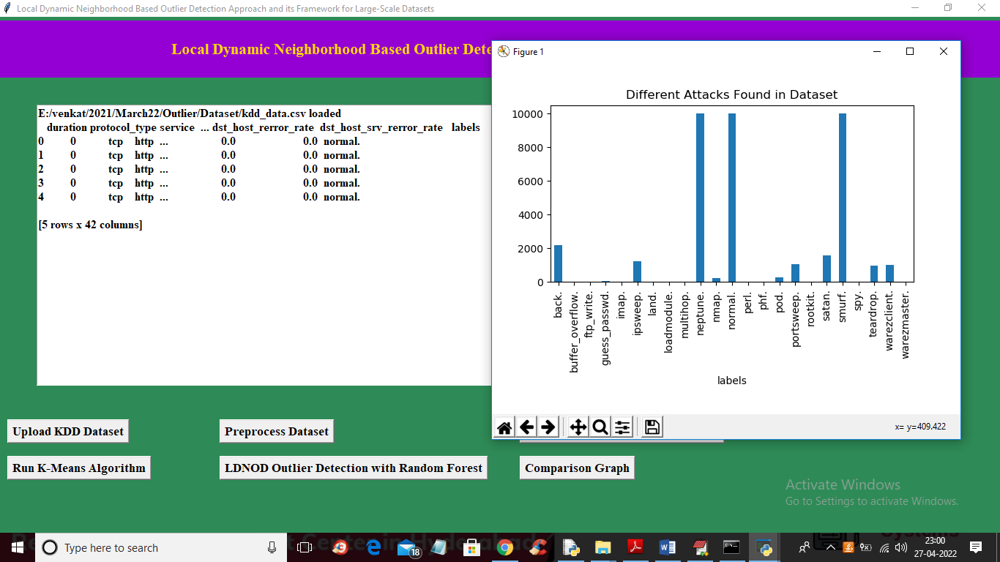 Local Dynamic Neighborhood Based Outlier Detection Approach and its Framework for Large-Scale Datasets
Local Dynamic Neighborhood Based Outlier Dete
E:/venkat/2021/March22/Outlier/Dataset/kdd_data.csv loaded
duration protocol_type service ... dst_host_rerror_rate dst_host_srv_rerror_rate labels
0 0 tcp http ... 0.0 0.0 normal.
1 0 tcp http ... 0.0 0.0 normal.
2 0 tcp http ... 0.0 0.0 normal.
3 0 tcp http ... 0.0 0.0 normal.
4 0 tcp http ... 0.0 0.0 normal.
[5 rows x 42 columns]
Figure 1
Different Attacks Found in Dataset
10000
8000
6000
4000
2000
0
back.
buffer_overflow.
ftp_write.
guess_passwd.
imap.
ipsweep.
land.
loadmodule.
multihop.
neptune.
nmap.
normal.
perl.
phf.
pod.
portsweep.
rootkit.
satan.
smurf.
spy.
teardrop.
warezclient.
warezmaster.
labels
x= y=409.422
Upload KDD Dataset
Preprocess Dataset
Run K-Means Algorithm
LDNOD Outlier Detection with Random Forest
Comparison Graph
Activate Windows
Go to Settings to activate Windows.
Type here to search
18
23:00
27-04-2022